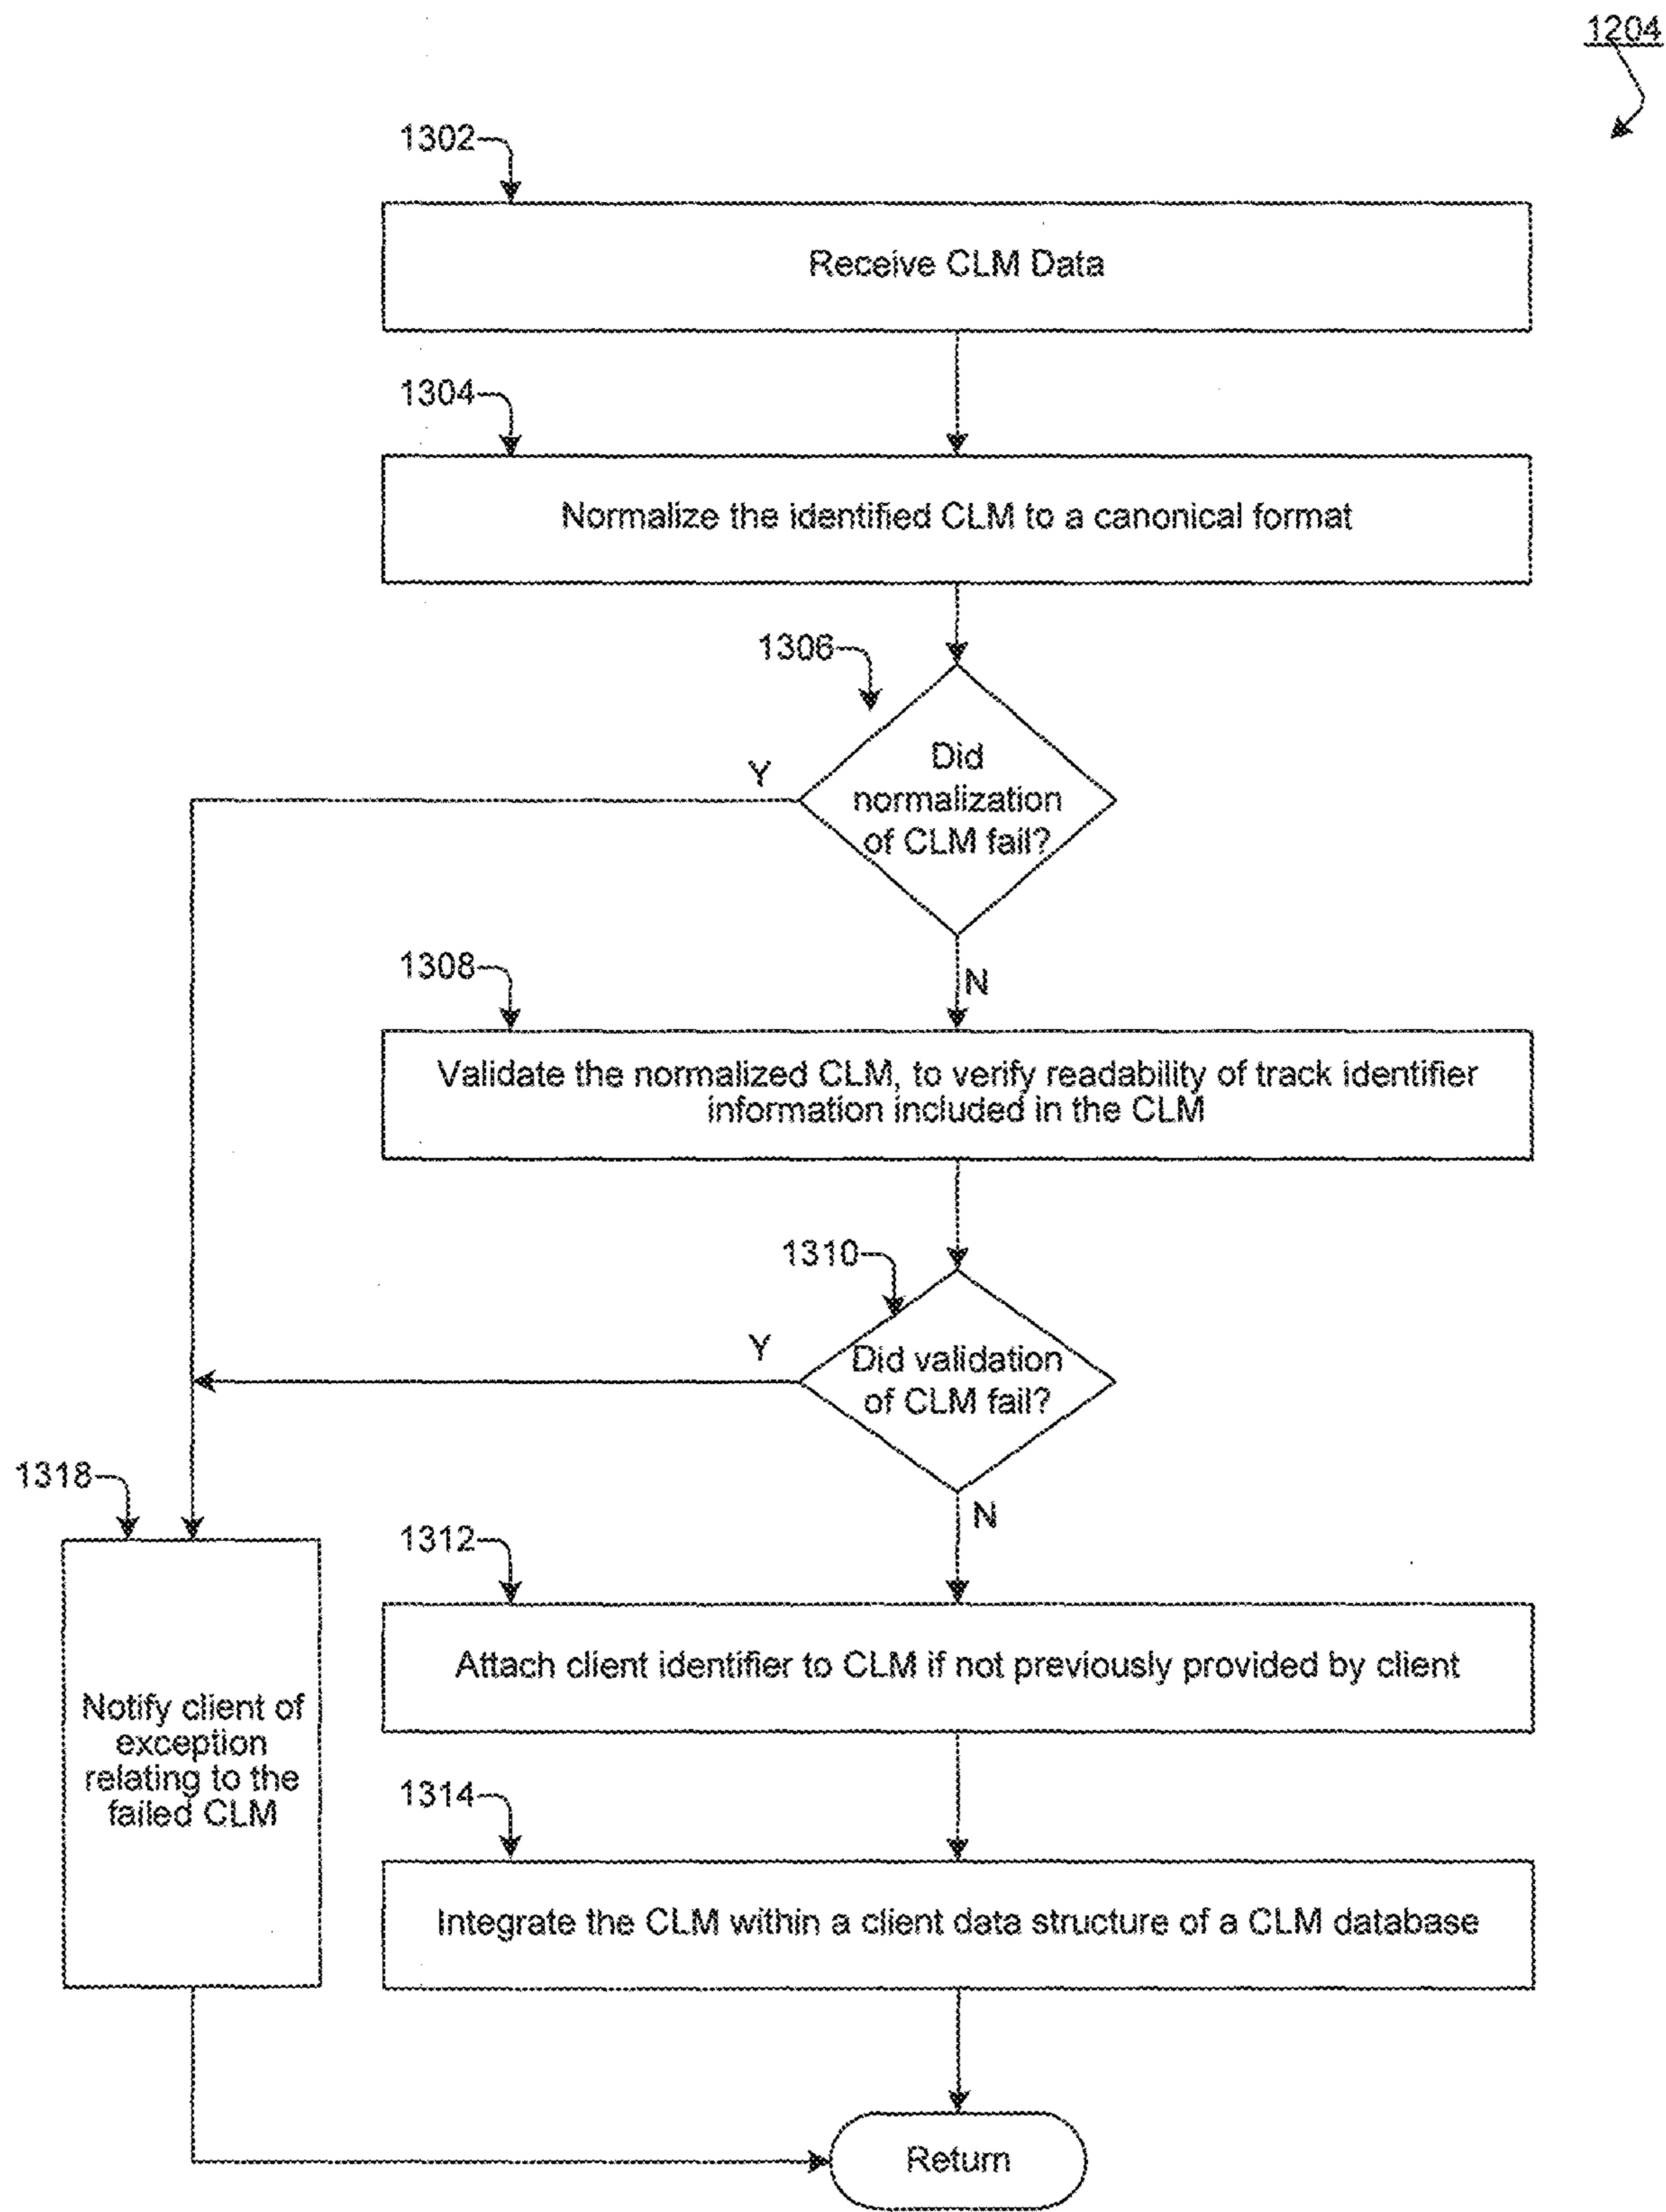 1204
1302
Receive CLM Data
1304
Normalize the identified CLM to a canonical format
1306
Did
normalization
of CLM fail?
Y
N
1308
Validate the normalized CLM, to verify readability of track identifier
information included in the CLM
1310
Did validation
of CLM fail?
Y
N
1318
Notify client of
exception
relating to the
failed CLM
1312
Attach client identifier to CLM if not previously provided by client
1314
Integrate the CLM within a client data structure of a CLM database
Return